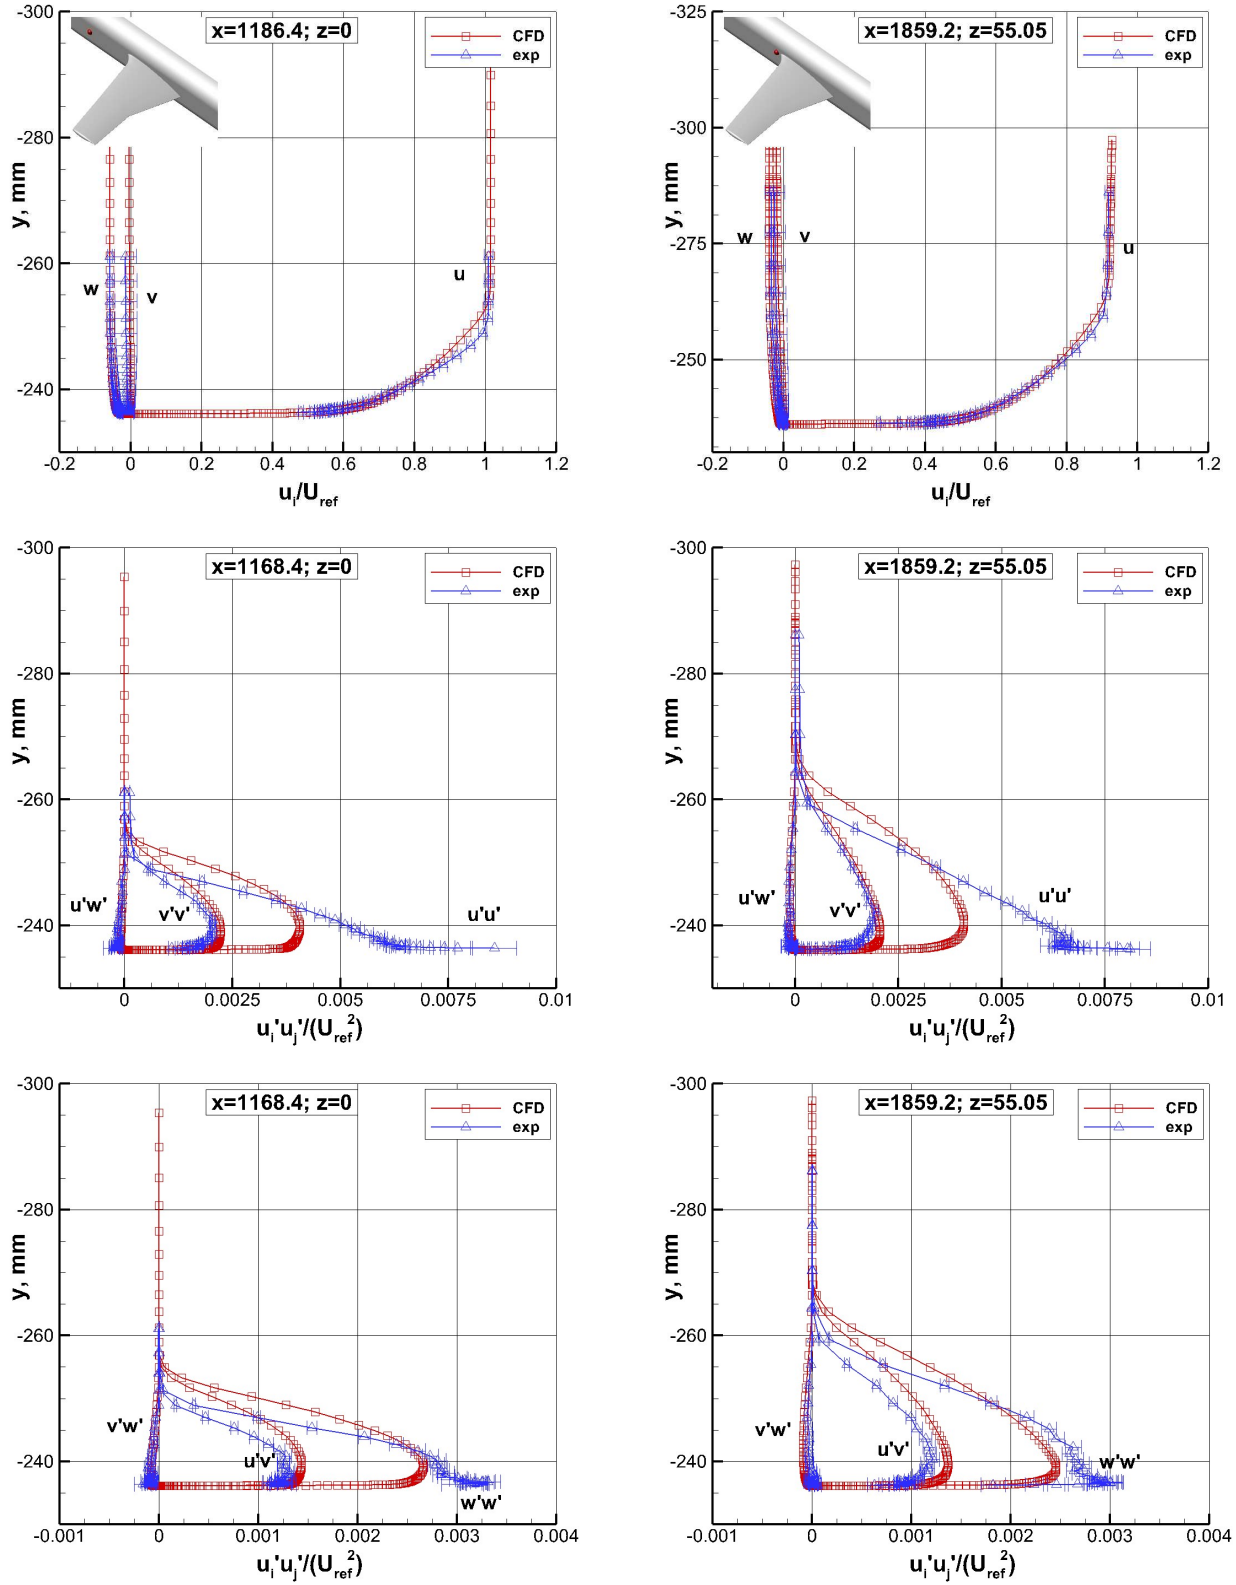 x=1186.4; z=0
CFD
exp
-300
-290
-280
-270
-260
-250
-240
y, mm
w
v
u
-0.2
0
0.2
0.4
0.6
0.8
1
1.2
ui/Uref
x=1859.2; z=55.05
CFD
exp
-325
-300
-275
-250
y, mm
w
v
u
-0.2
0
0.2
0.4
0.6
0.8
1
1.2
ui/Uref
x=1168.4; z=0
CFD
exp
-300
-280
-260
-240
y, mm
u'w'
v'v'
u'u'
0
0.0025
0.005
0.0075
0.01
ui'uj'/(Uref2)
x=1859.2; z=55.05
CFD
exp
-300
-280
-260
-240
y, mm
u'w'
v'v'
u'u'
0
0.0025
0.005
0.0075
0.01
ui'uj'/(Uref2)
x=1168.4; z=0
CFD
exp
-300
-280
-260
-240
y, mm
v'w'
u'v'
w'w'
-0.001
0
0.001
0.002
0.003
0.004
ui'uj'/(Uref2)
x=1859.2; z=55.05
CFD
exp
-300
-280
-260
-240
y, mm
v'w'
u'v'
w'w'
-0.001
0
0.001
0.002
0.003
0.004
ui'uj'/(Uref2)